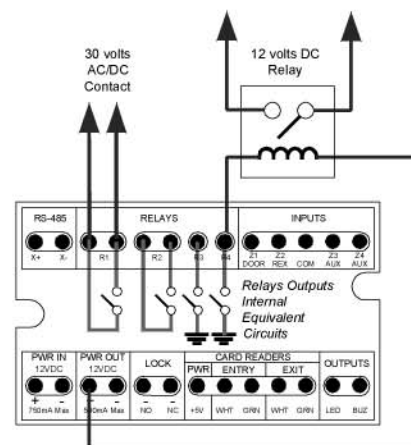 30 volts
AC/DC
Contact
12 volts DC
Relay
RS-485 RELAYS INPUTS
X+ X- R1 R2 R3 R4 Z1 DOOR Z2 REX COM Z3 AUX Z4 AUX
Relays Outputs
Internal
Equivalent
Circuits
PWR IN 12VDC PWR OUT 12VDC LOCK CARD READERS OUTPUTS
PWR ENTRY EXIT
+ - + - - -
750mA Max 500mA Max NO NC +5V WHT GRN WHT GRN LED BUZ